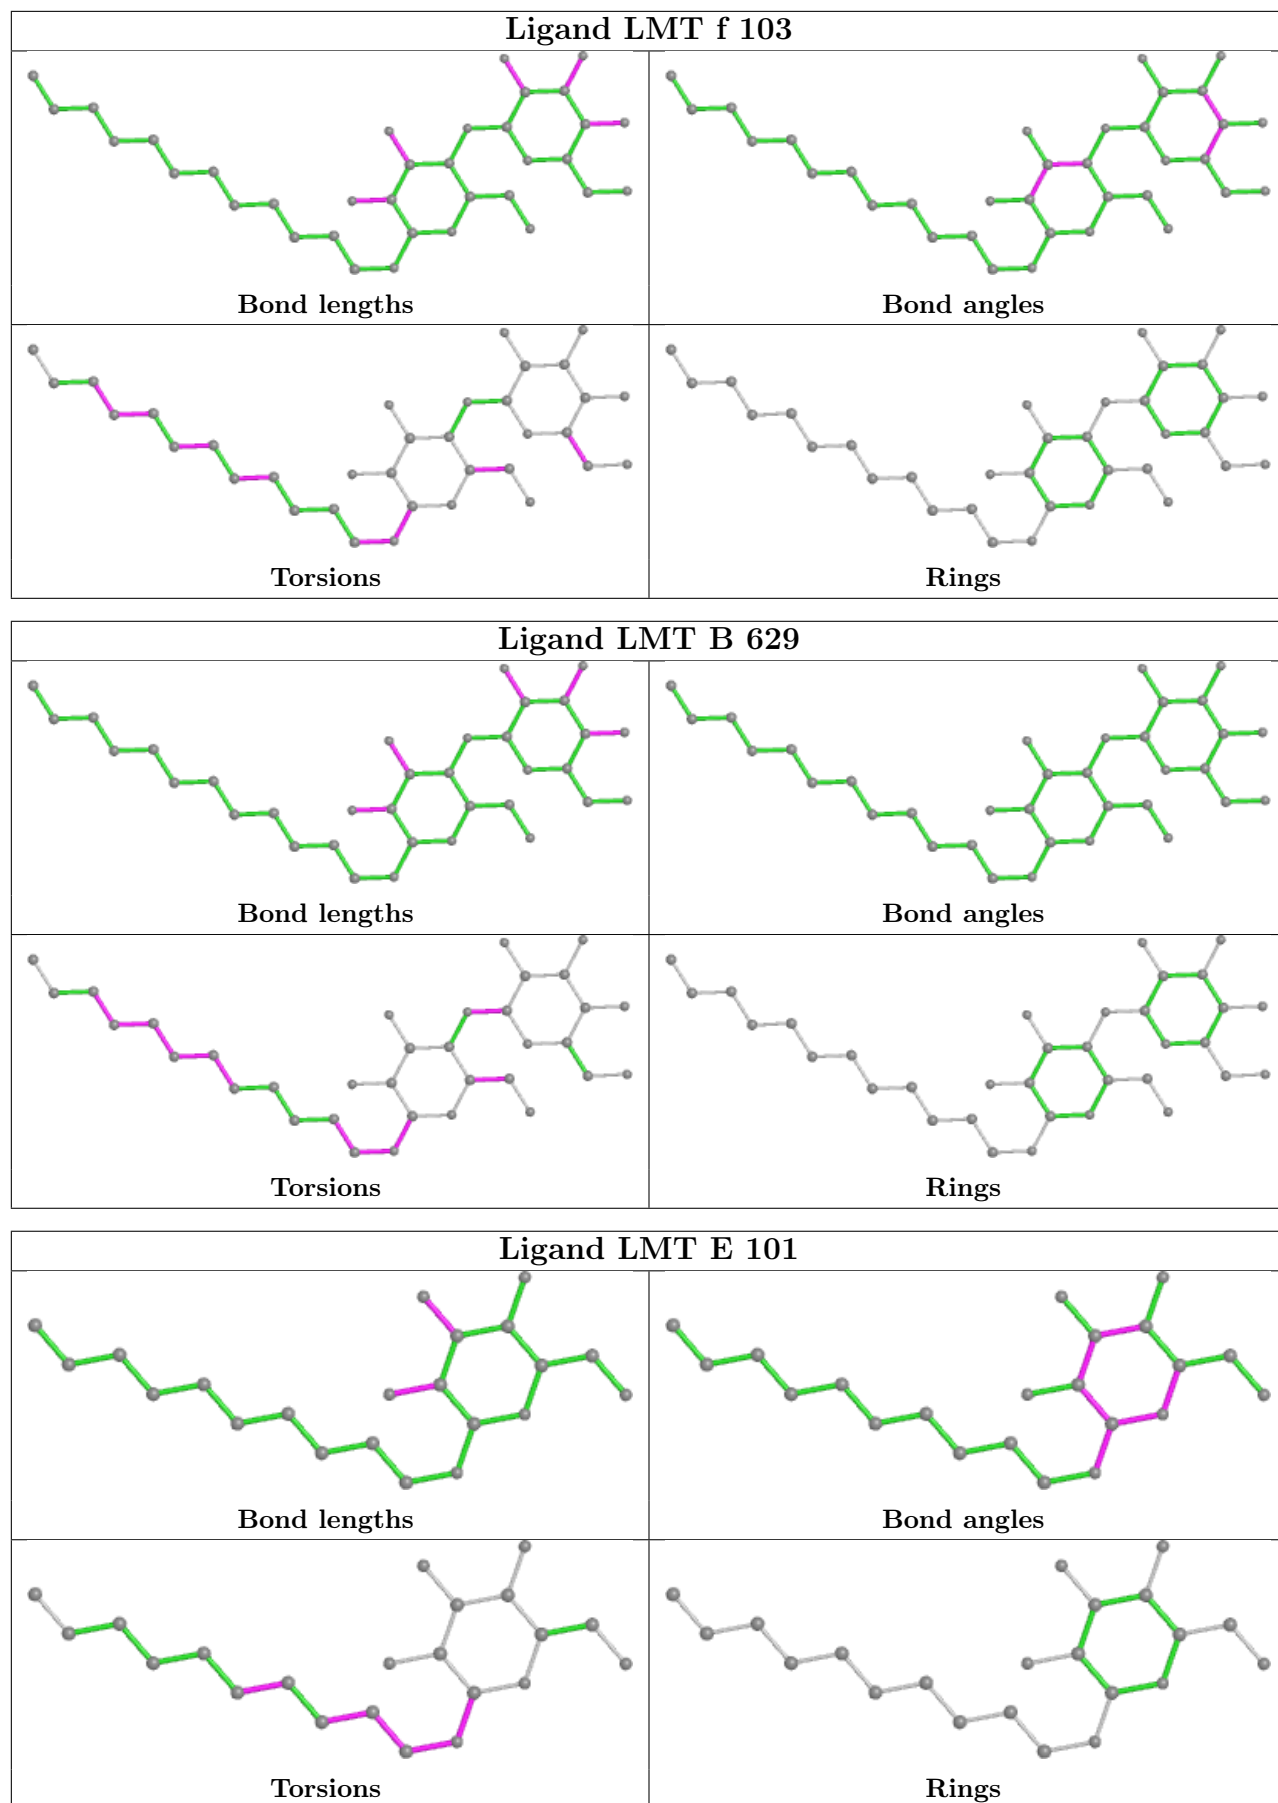 Ligand LMT f 103
Bond lengths
Bond angles
Torsions
Rings
Ligand LMT B 629
Bond lengths
Bond angles
Torsions
Rings
Ligand LMT E 101
Bond lengths
Bond angles
Torsions
Rings